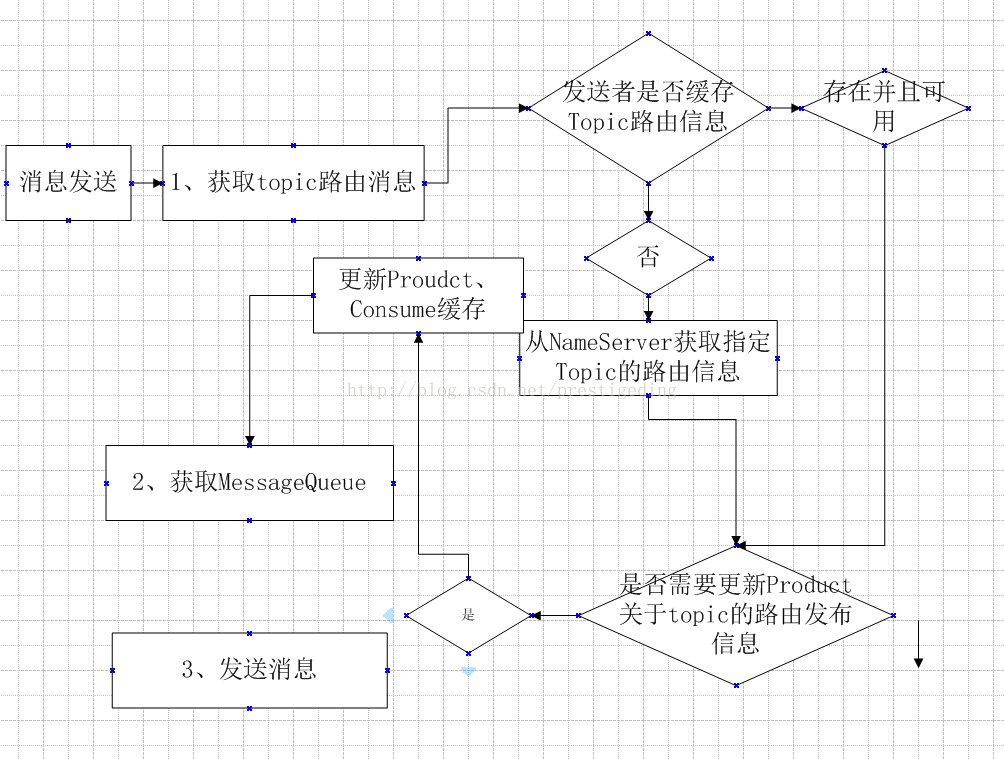 发送者是否缓存
Topic路由信息
存在并且可
用
消息发送
1、获取topic路由消息
否
更新Proudct、
Consume缓存
从NameServer获取指定
Topic的路由信息
http://blog.csdn.net/prestigeding
2、获取MessageQueue
是否需要更新Product
关于topic的路由发布
信息
是
3、发送消息